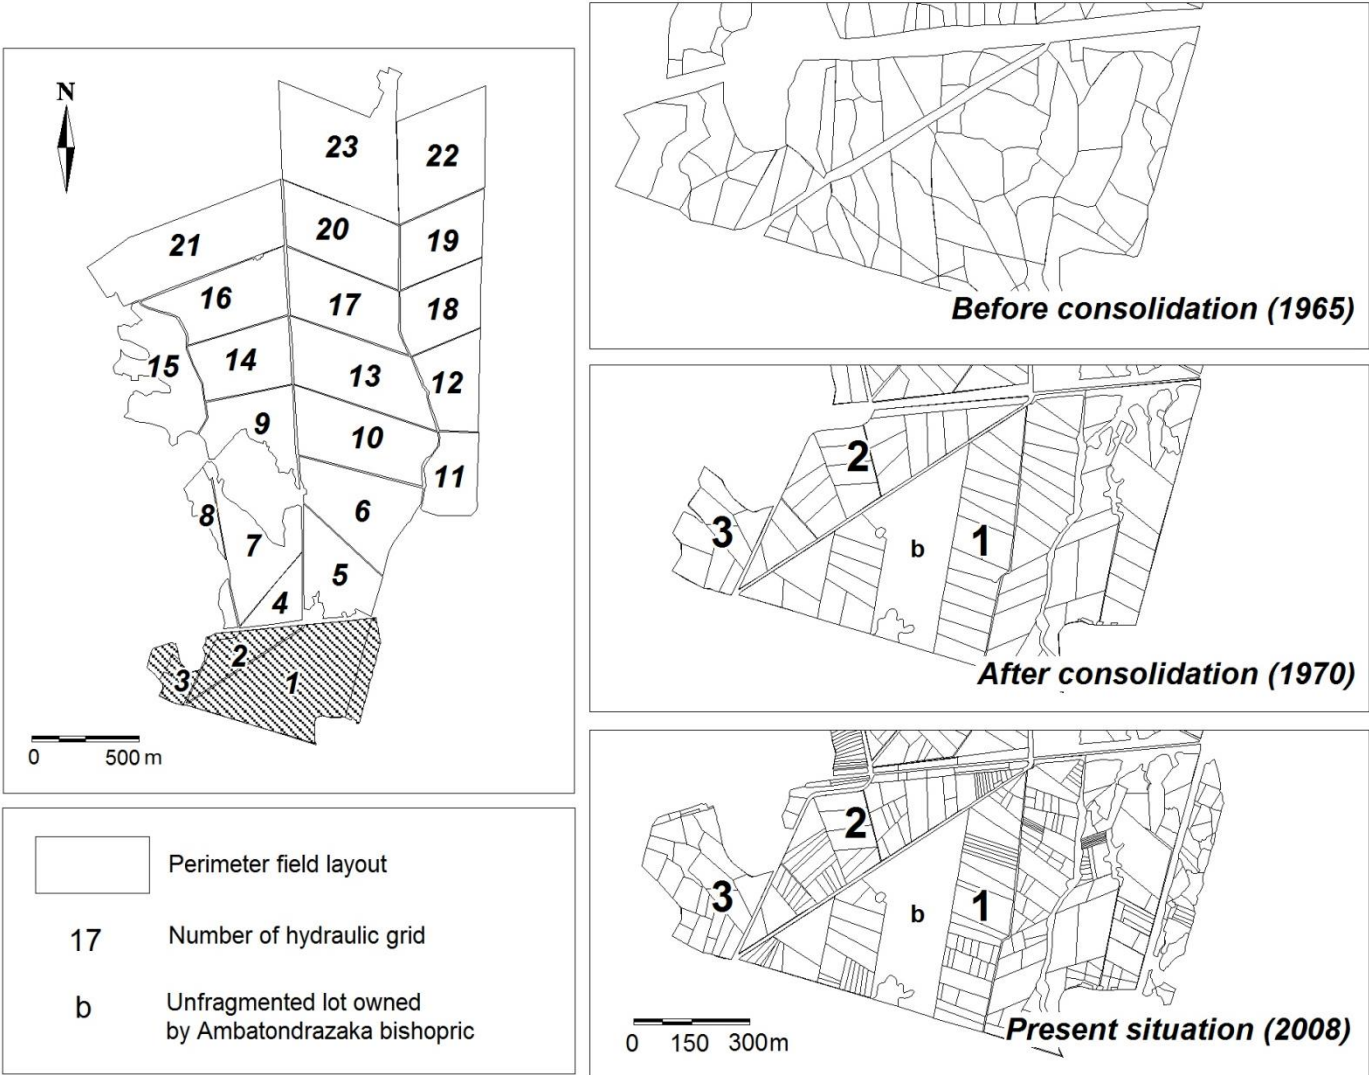 N
23
22
20
19
21
16
17
18
15
14
13
12
9
10
11
8
6
7
5
4
2
3
1
0 500 m
Perimeter field layout
17 Number of hydraulic grid
b Unfragmented lot owned
by Ambatondrazaka bishopric
Before consolidation (1965)
2
3
b
1
After consolidation (1970)
2
3
b
1
Present situation (2008)
0 150 300m